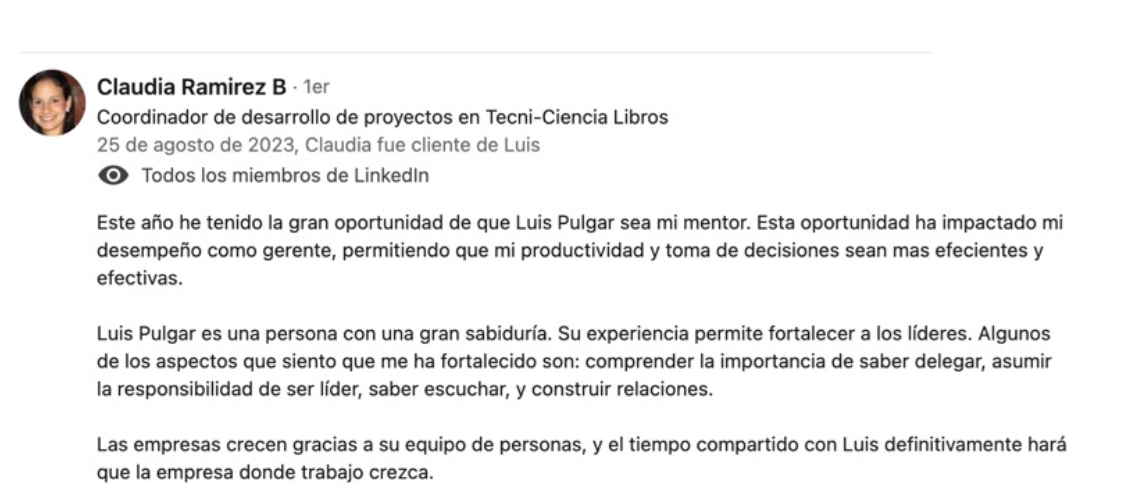 Claudia Ramirez B · 1er
Coordinador de desarrollo de proyectos en Tecni-Ciencia Libros
25 de agosto de 2023, Claudia fue cliente de Luis
Todos los miembros de LinkedIn
Este año he tenido la gran oportunidad de que Luis Pulgar sea mi mentor. Esta oportunidad ha impactado mi
desempeño como gerente, permitiendo que mi productividad y toma de decisiones sean mas efecientes y
efectivas.
Luis Pulgar es una persona con una gran sabiduría. Su experiencia permite fortalecer a los líderes. Algunos
de los aspectos que siento que me ha fortalecido son: comprender la importancia de saber delegar, asumir
la responsabilidad de ser líder, saber escuchar, y construir relaciones.
Las empresas crecen gracias a su equipo de personas, y el tiempo compartido con Luis definitivamente hará
que la empresa donde trabajo crezca.